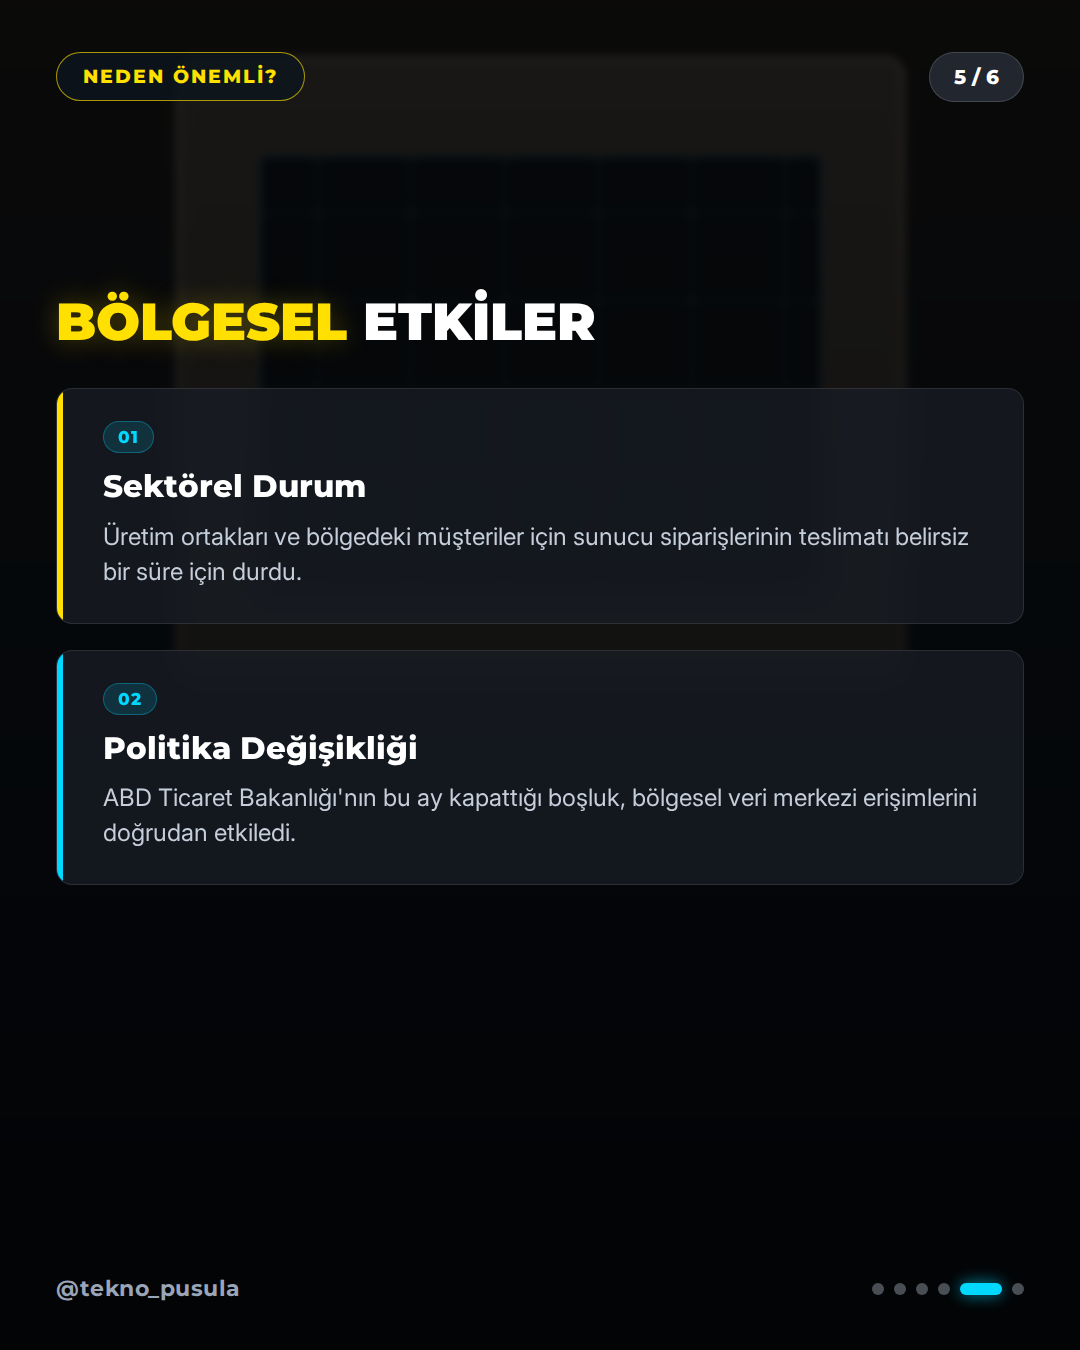 NEDEN ÖNEMLİ?
5 / 6
BÖLGESEL ETKİLER
01
Sektörel Durum
Üretim ortakları ve bölgedeki müşteriler için sunucu siparişlerinin teslimatı belirsiz
bir süre için durdu.
02
Politika Değişikliği
ABD Ticaret Bakanlığı'nın bu ay kapattığı boşluk, bölgesel veri merkezi erişimlerini
doğrudan etkiledi.
@tekno_pusula